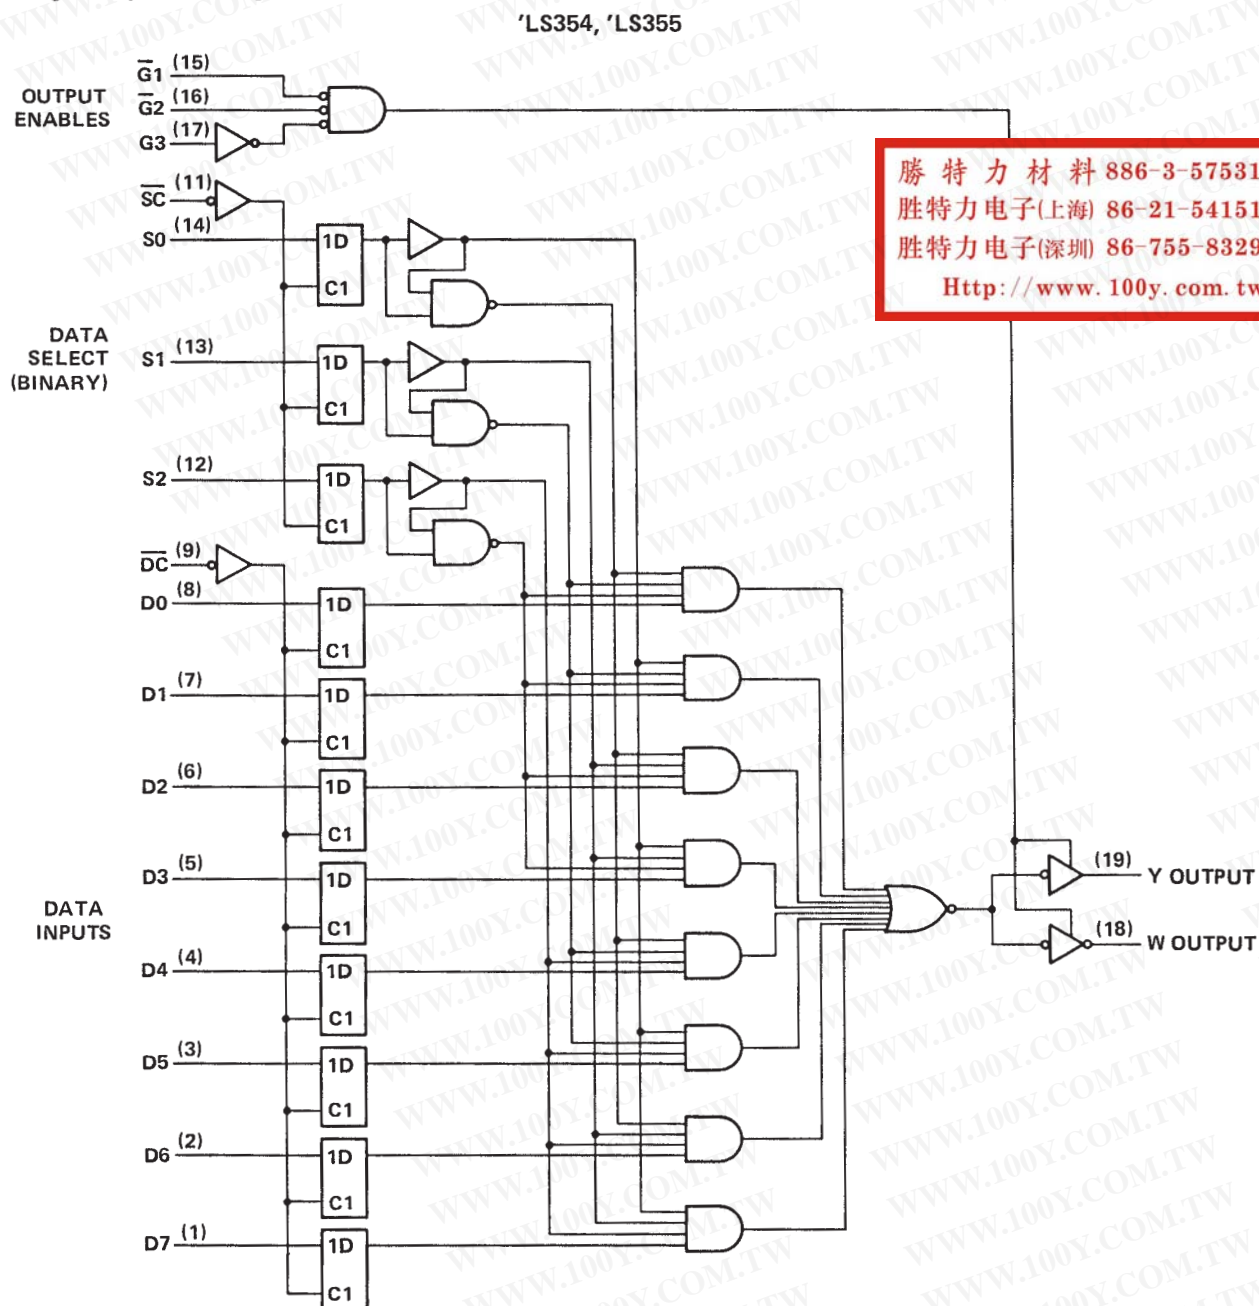 'LS354, 'LS355
OUTPUT ENABLES
G1 (15)
G2 (16)
G3 (17)
SC (11)
S0 (14)
1D
C1
DATA SELECT (BINARY)
S1 (13)
1D
C1
S2 (12)
1D
C1
DC (9)
D0 (8)
1D
C1
D1 (7)
1D
C1
D2 (6)
1D
C1
D3 (5)
1D
C1
DATA INPUTS
D4 (4)
1D
C1
D5 (3)
1D
C1
D6 (2)
1D
C1
D7 (1)
1D
C1
(19) Y OUTPUT
(18) W OUTPUT
勝特力材料 886-3-57531
胜特力电子(上海) 86-21-54151
胜特力电子(深圳) 86-755-8329
Http://www.100y.com.tw
WWW.100Y.COM.TW